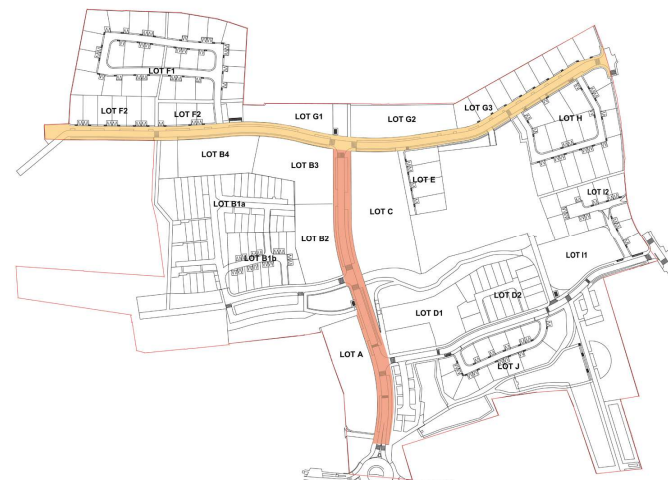 LOT F1
LOT F2
LOT F2
LOT G1
LOT G2
LOT G3
LOT H
LOT B4
LOT B3
LOT E
LOT I2
LOT B1a
LOT C
LOT B2
LOT B1b
LOT I1
LOT D2
LOT D1
LOT A
LOT J